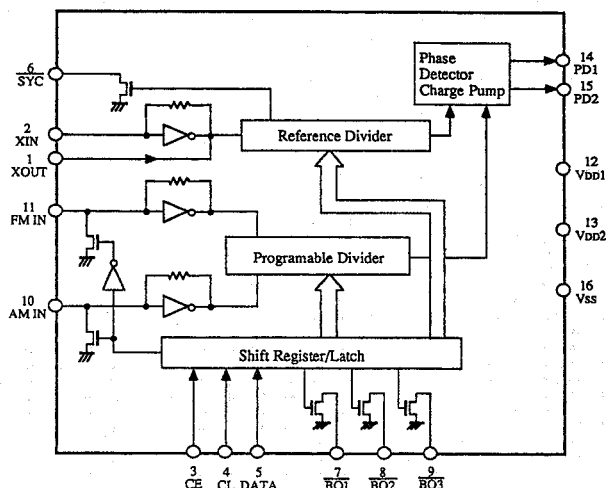 6
SYC
2
XIN
1
XOUT
11
FM IN
10
AM IN
Phase
Detector
Charge Pump
Reference Divider
Programable Divider
Shift Register/Latch
14
PD1
15
PD2
12
VDD1
13
VDD2
16
VSS
3
CE
4
CL
5
DATA
7
BO1
8
BO2
9
BO3